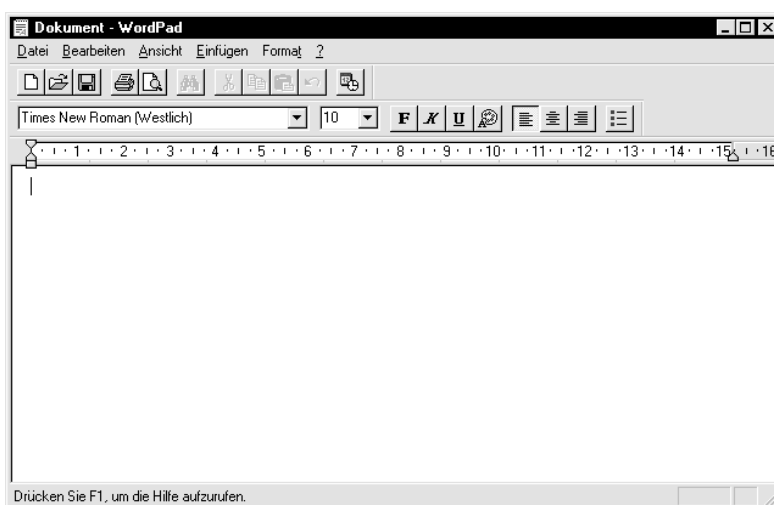 Dokument - WordPad
Datei Bearbeiten Ansicht Einfügen Format ?
Times New Roman (Westlich) 10 F K U
1 2 3 4 5 6 7 8 9 10 11 12 13 14 15 16
Drücken Sie F1, um die Hilfe aufzurufen.